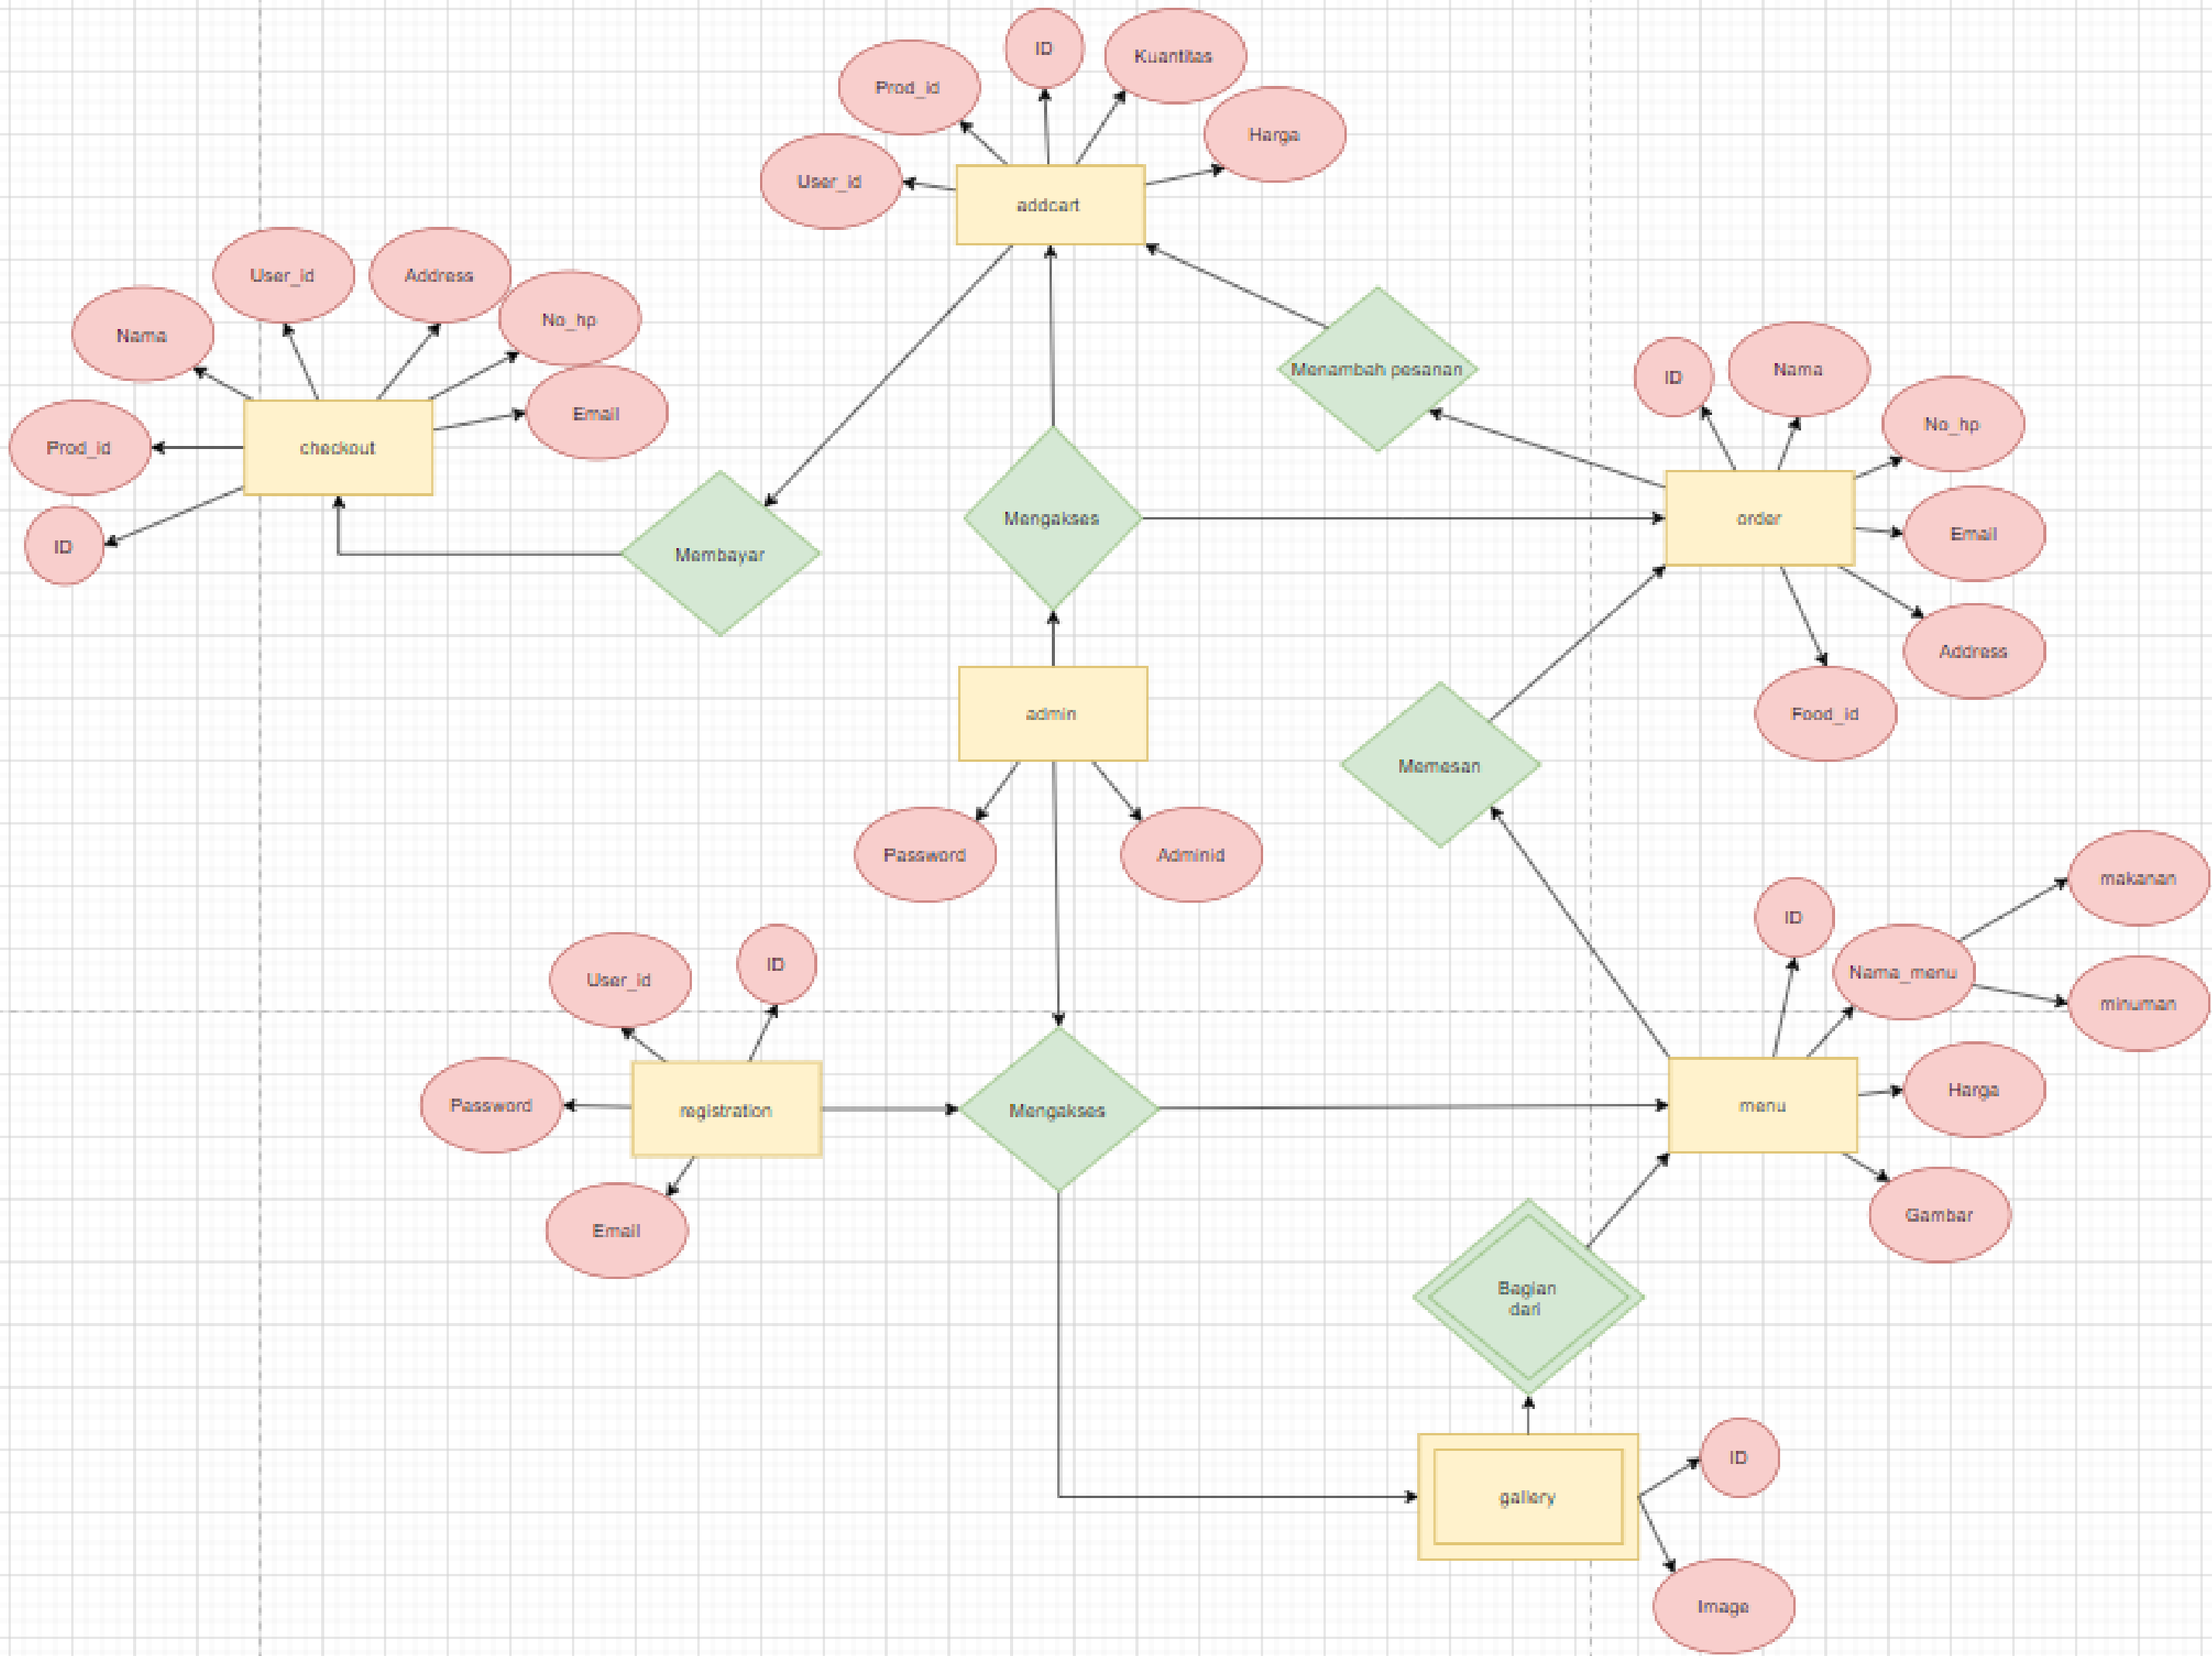 ID
Kuantitas
Prod_id
Harga
User_id
addcart
User_id
Address
No_hp
Nama
Email
Prod_id
checkout
ID
Membayar
Mengakses
Menambah pesanan
ID
Nama
No_hp
order
Email
Address
Food_id
admin
Memesan
Password
Adminid
makanan
ID
Nama_menu
minuman
User_id
ID
Password
registration
Mengakses
menu
Harga
Email
Gambar
Bagian
dari
gallery
ID
Image